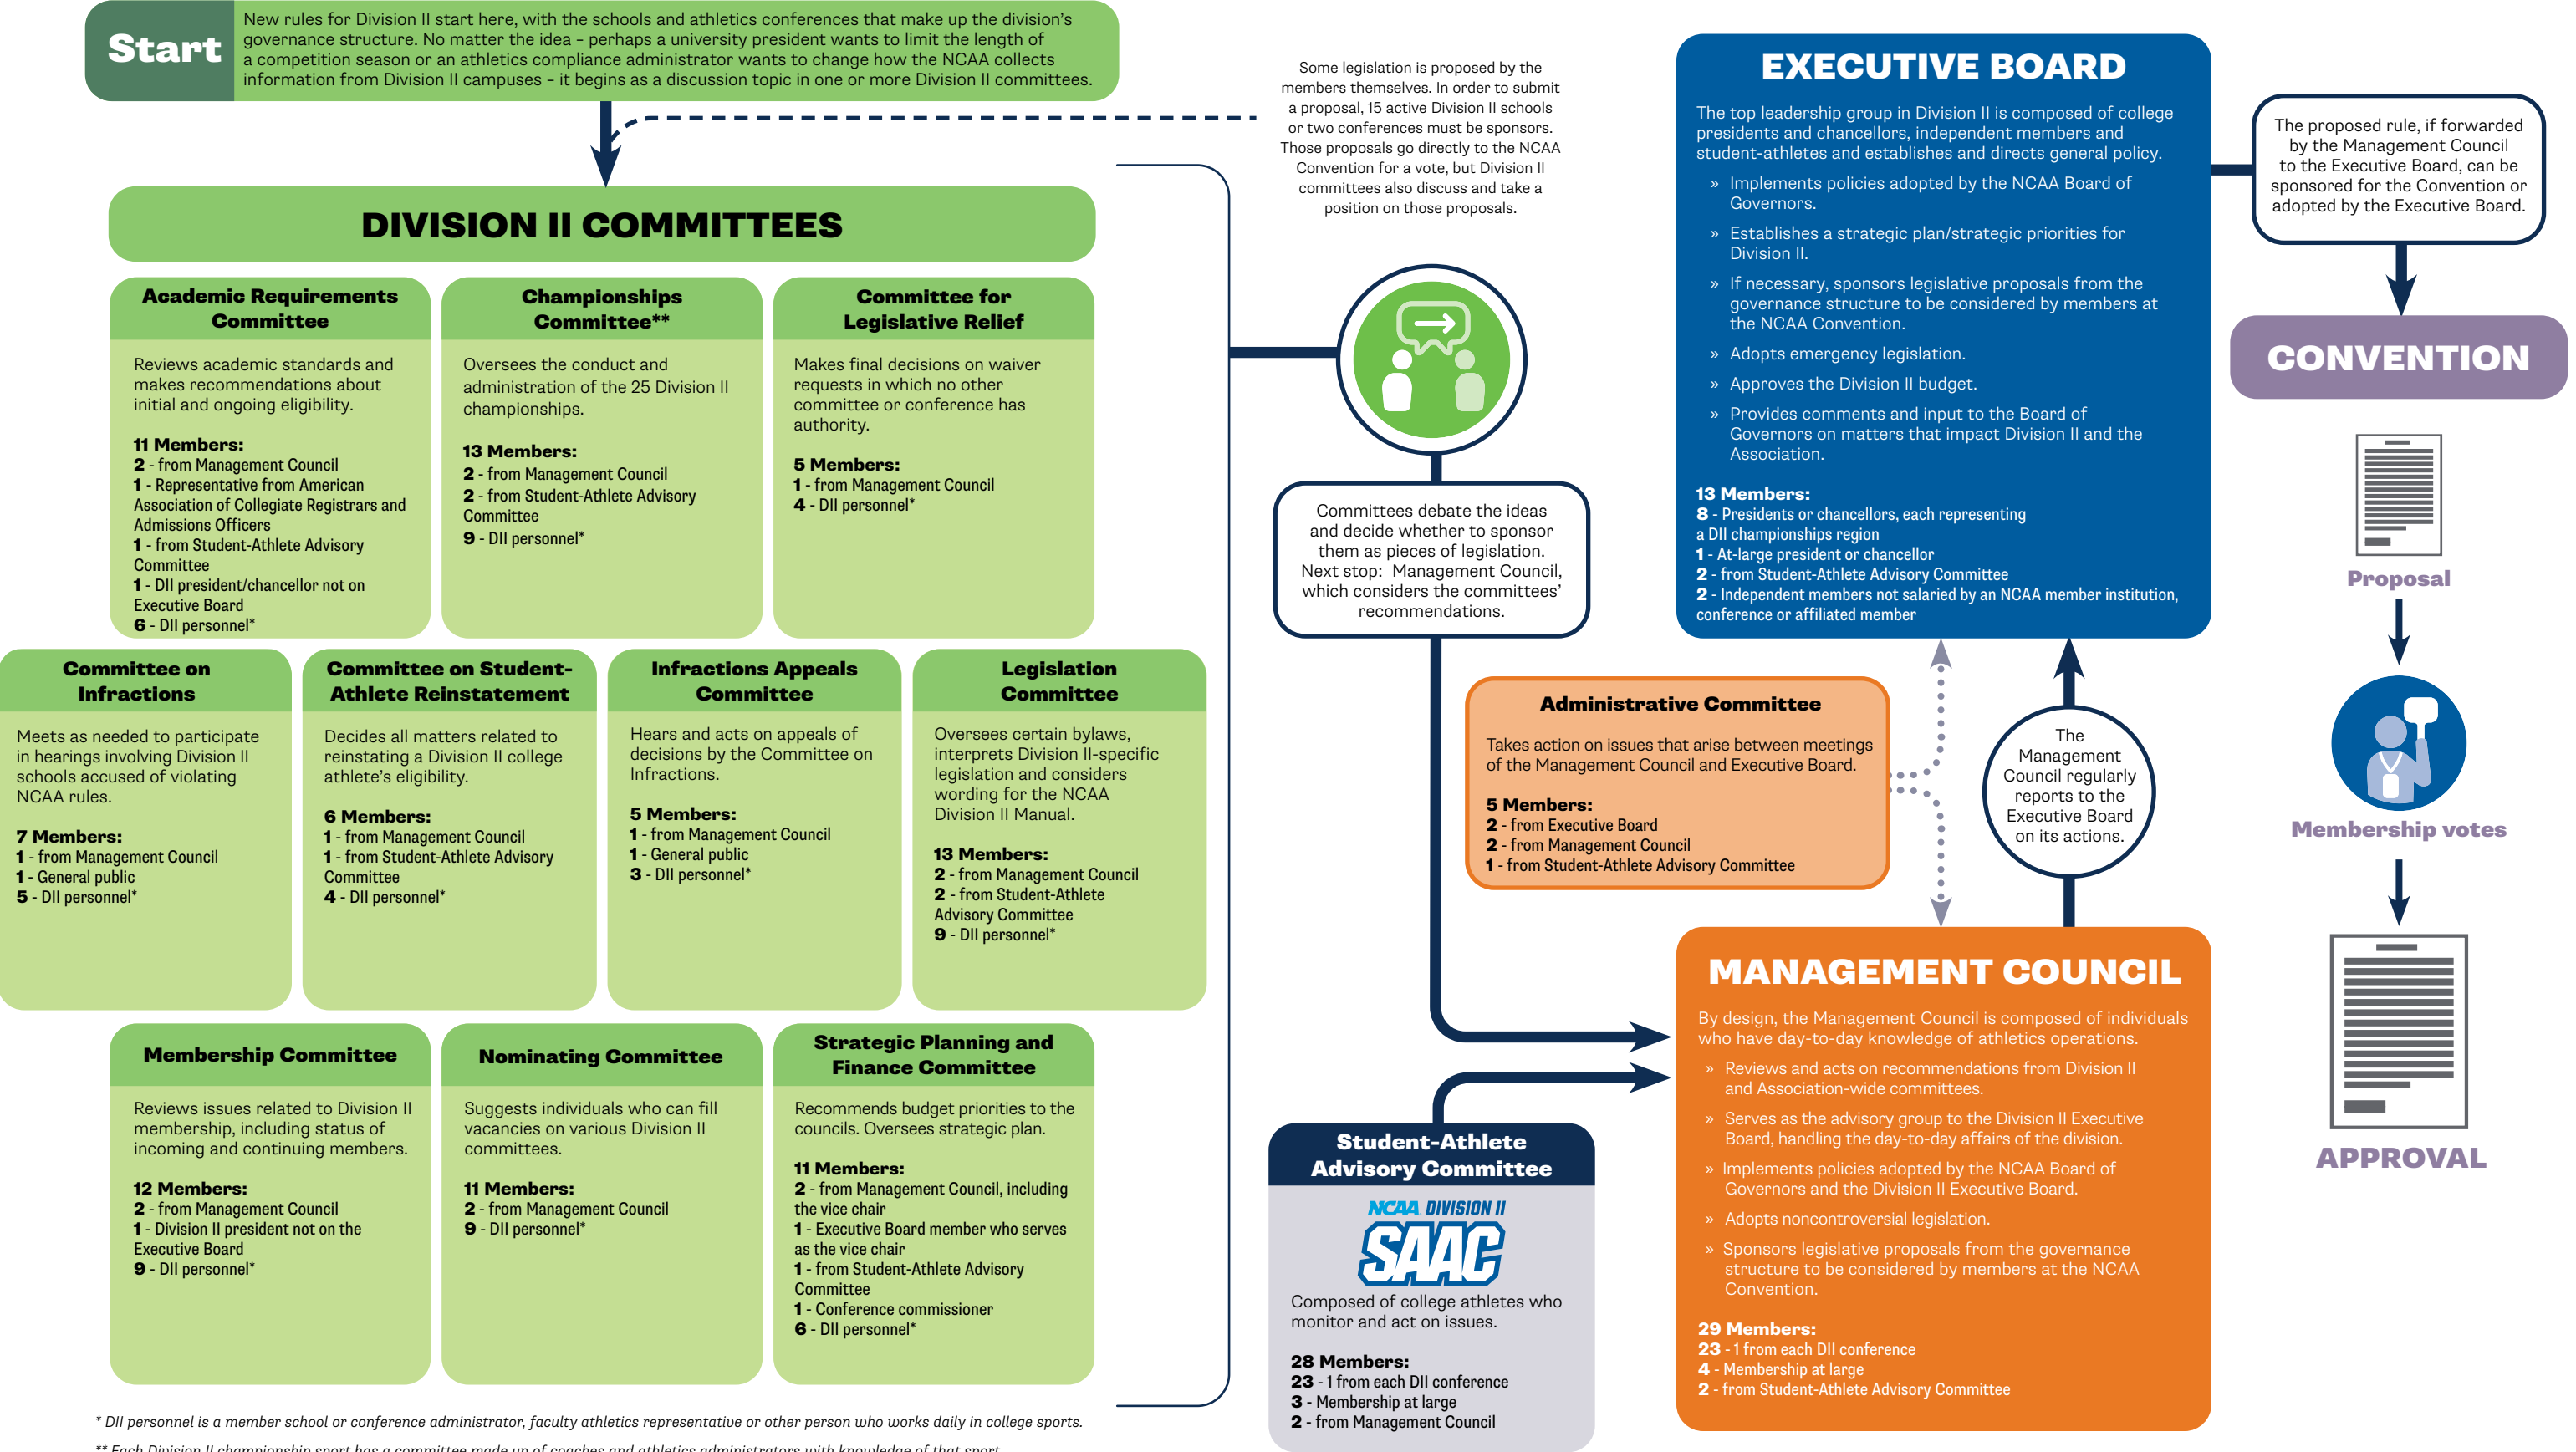 Start
New rules for Division II start here, with the schools and athletics conferences that make up the division's
governance structure. No matter the idea – perhaps a university president wants to limit the length of
a competition season or an athletics compliance administrator wants to change how the NCAA collects
information from Division II campuses – it begins as a discussion topic in one or more Division II committees.
Some legislation is proposed by the
members themselves. In order to submit
a proposal, 15 active Division II schools
or two conferences must be sponsors.
Those proposals go directly to the NCAA
Convention for a vote, but Division II
committees also discuss and take a
position on those proposals.
DIVISION II COMMITTEES
Academic Requirements
Committee
Reviews academic standards and
makes recommendations about
initial and ongoing eligibility.
11 Members:
2 - from Management Council
1 - Representative from American
Association of Collegiate Registrars and
Admissions Officers
1 - from Student-Athlete Advisory
Committee
1 - DII president/chancellor not on
Executive Board
6 - DII personnel*
Championships
Committee**
Oversees the conduct and
administration of the 25 Division II
championships.
13 Members:
2 - from Management Council
2 - from Student-Athlete Advisory
Committee
9 - DII personnel*
Committee for
Legislative Relief
Makes final decisions on waiver
requests in which no other
committee or conference has
authority.
5 Members:
1 - from Management Council
4 - DII personnel*
Committee on
Infractions
Meets as needed to participate
in hearings involving Division II
schools accused of violating
NCAA rules.
7 Members:
1 - from Management Council
1 - General public
5 - DII personnel*
Committee on Student-
Athlete Reinstatement
Decides all matters related to
reinstating a Division II college
athlete's eligibility.
6 Members:
1 - from Management Council
1 - from Student-Athlete Advisory
Committee
4 - DII personnel*
Infractions Appeals
Committee
Hears and acts on appeals of
decisions by the Committee on
Infractions.
5 Members:
1 - from Management Council
1 - General public
3 - DII personnel*
Legislation
Committee
Oversees certain bylaws,
interprets Division II-specific
legislation and considers
wording for the NCAA
Division II Manual.
13 Members:
2 - from Management Council
2 - from Student-Athlete
Advisory Committee
9 - DII personnel*
Membership Committee
Reviews issues related to Division II
membership, including status of
incoming and continuing members.
12 Members:
2 - from Management Council
1 - Division II president not on the
Executive Board
9 - DII personnel*
Nominating Committee
Suggests individuals who can fill
vacancies on various Division II
committees.
11 Members:
2 - from Management Council
9 - DII personnel*
Strategic Planning and
Finance Committee
Recommends budget priorities to the
councils. Oversees strategic plan.
11 Members:
2 - from Management Council, including
the vice chair
1 - Executive Board member who serves
as the vice chair
1 - from Student-Athlete Advisory
Committee
1 - Conference commissioner
6 - DII personnel*
* DII personnel is a member school or conference administrator, faculty athletics representative or other person who works daily in college sports.
** Each Division II championship sport has a committee made up of coaches and athletics administrators with knowledge of that sport.
Committees debate the ideas
and decide whether to sponsor
them as pieces of legislation.
Next stop: Management Council,
which considers the committees'
recommendations.
Administrative Committee
Takes action on issues that arise between meetings
of the Management Council and Executive Board.
5 Members:
2 - from Executive Board
2 - from Management Council
1 - from Student-Athlete Advisory Committee
Student-Athlete
Advisory Committee
NCAA DIVISION II
SAAC
Composed of college athletes who
monitor and act on issues.
28 Members:
23 - 1 from each DII conference
3 - Membership at large
2 - from Management Council
EXECUTIVE BOARD
The top leadership group in Division II is composed of college
presidents and chancellors, independent members and
student-athletes and establishes and directs general policy.
» Implements policies adopted by the NCAA Board of
Governors.
» Establishes a strategic plan/strategic priorities for
Division II.
» If necessary, sponsors legislative proposals from the
governance structure to be considered by members at
the NCAA Convention.
» Adopts emergency legislation.
» Approves the Division II budget.
» Provides comments and input to the Board of
Governors on matters that impact Division II and the
Association.
13 Members:
8 - Presidents or chancellors, each representing
a DII championships region
1 - At-large president or chancellor
2 - from Student-Athlete Advisory Committee
2 - Independent members not salaried by an NCAA member institution,
conference or affiliated member
The
Management
Council regularly
reports to the
Executive Board
on its actions.
MANAGEMENT COUNCIL
By design, the Management Council is composed of individuals
who have day-to-day knowledge of athletics operations.
» Reviews and acts on recommendations from Division II
and Association-wide committees.
» Serves as the advisory group to the Division II Executive
Board, handling the day-to-day affairs of the division.
» Implements policies adopted by the NCAA Board of
Governors and the Division II Executive Board.
» Adopts noncontroversial legislation.
» Sponsors legislative proposals from the governance
structure to be considered by members at the NCAA
Convention.
29 Members:
23 - 1 from each DII conference
4 - Membership at large
2 - from Student-Athlete Advisory Committee
The proposed rule, if forwarded
by the Management Council
to the Executive Board, can be
sponsored for the Convention or
adopted by the Executive Board.
CONVENTION
Proposal
Membership votes
APPROVAL